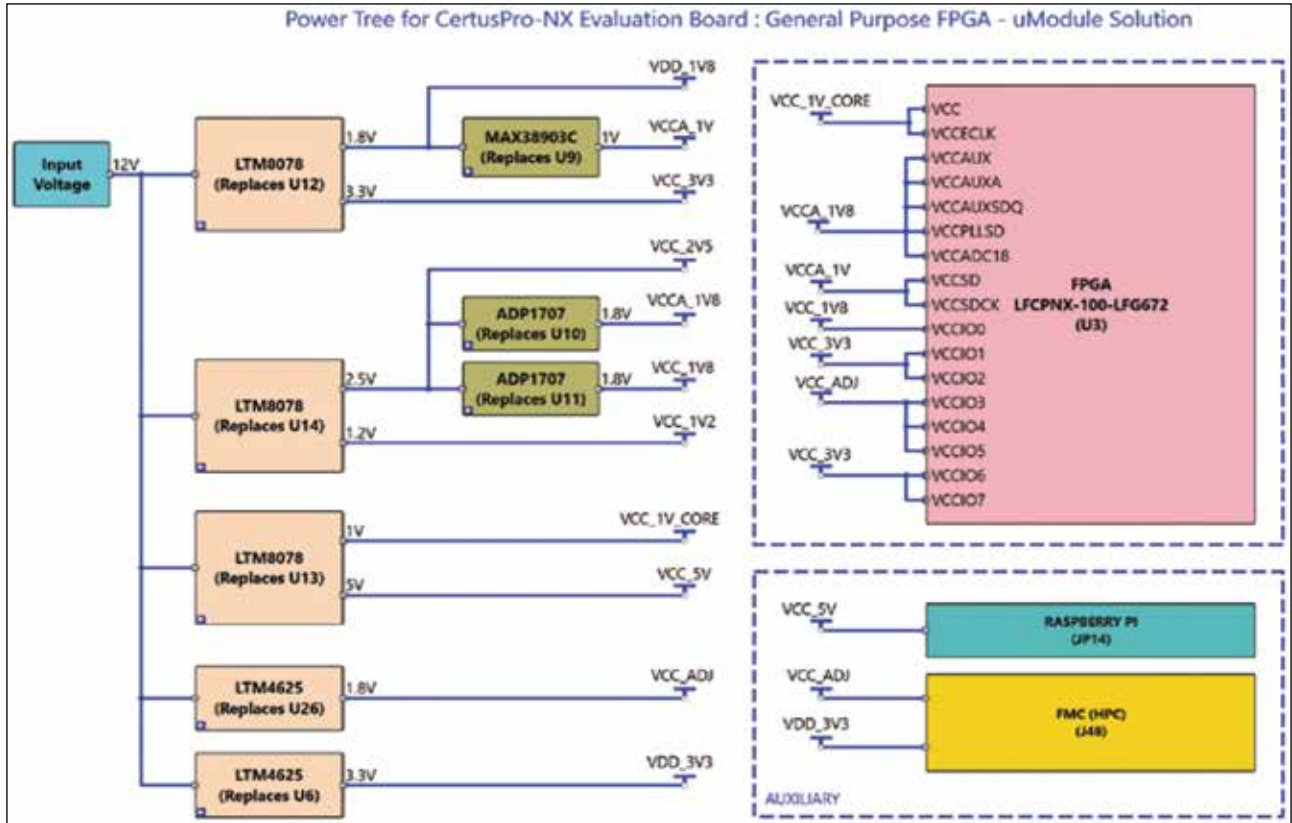 Power Tree for CertusPro-NX Evaluation Board : General Purpose FPGA - uModule Solution
Input
Voltage
12V
LTM8078
(Replaces U12)
1.8V
3.3V
VDD_1V8
MAX38903C
(Replaces U9)
1V
VCCA_1V
VCC_3V3
LTM8078
(Replaces U14)
2.5V
1.2V
VCC_2V5
ADP1707
(Replaces U10)
1.8V
VCCA_1V8
ADP1707
(Replaces U11)
1.8V
VCC_1V8
VCC_1V2
LTM8078
(Replaces U13)
1V
5V
VCC_1V_CORE
VCC_5V
LTM4625
(Replaces U26)
1.8V
VCC_ADJ
LTM4625
(Replaces U6)
3.3V
VDD_3V3
VCC_1V_CORE
VCCA_1V8
VCCA_1V
VCC_1V8
VCC_3V3
VCC_ADJ
VCC_3V3
VCC
VCCECLK
VCCAUX
VCCAUXA
VCCAUXSDQ
VCCPLLSD
VCCADC18
VCCSD
VCCSDCK
VCCIO0
VCCIO1
VCCIO2
VCCIO3
VCCIO4
VCCIO5
VCCIO6
VCCIO7
FPGA
LFCPNX-100-LFG672
(U3)
VCC_5V
RASPBERRY PI
(JP14)
VCC_ADJ
VDD_3V3
FMC (HPC)
(J48)
AUXILIARY